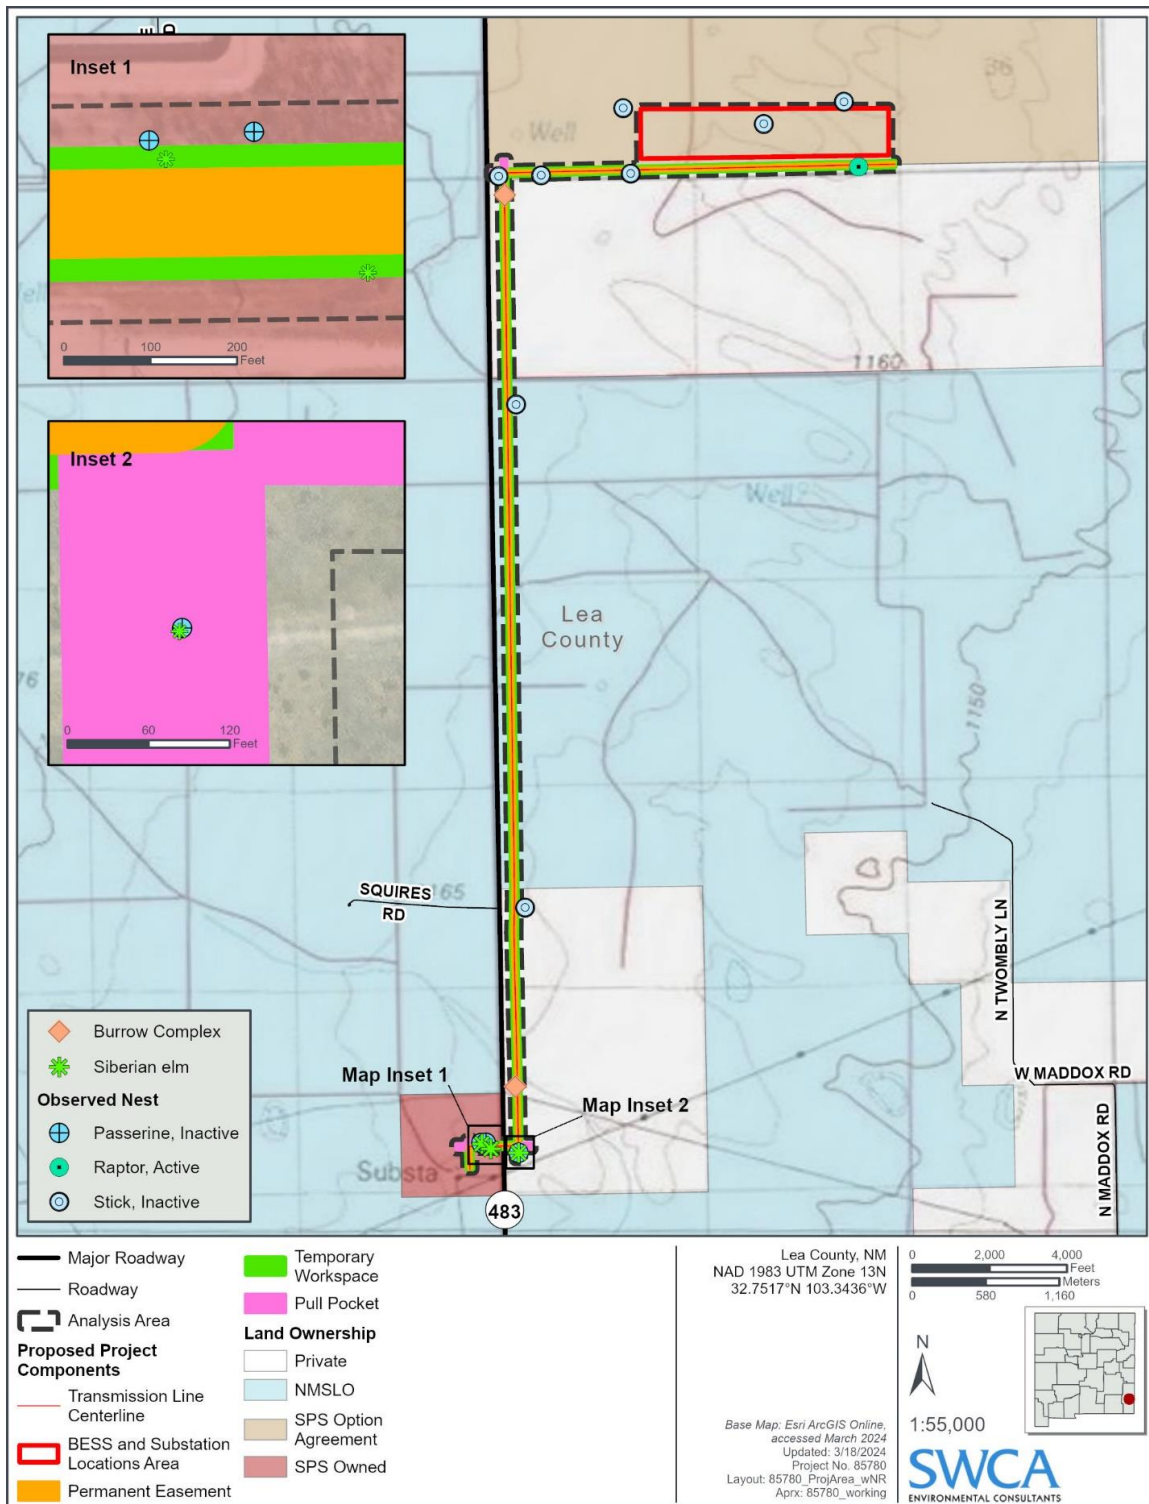 E
D
Inset 1
0 100 200
Feet
Inset 2
0 60 120
Feet
Well
36
1160
Well?
Lea
County
1150
76
SQUIRES
RD
165
N TWOMBLY LN
W MADDOX RD
N MADDOX RD
Map Inset 1
Map Inset 2
Substa
483
Burrow Complex
Siberian elm
Observed Nest
Passerine, Inactive
Raptor, Active
Stick, Inactive
Major Roadway
Roadway
Analysis Area
Proposed Project
Components
Transmission Line
Centerline
BESS and Substation
Locations Area
Permanent Easement
Temporary
Workspace
Pull Pocket
Land Ownership
Private
NMSLO
SPS Option
Agreement
SPS Owned
Lea County, NM
NAD 1983 UTM Zone 13N
32.7517°N 103.3436°W
Base Map: Esri ArcGIS Online,
accessed March 2024
Updated: 3/18/2024
Project No. 85780
Layout: 85780_ProjArea_wNR
Aprx: 85780_working
0 2,000 4,000
Feet
Meters
0 580 1,160
N
1:55,000
SWCA
ENVIRONMENTAL CONSULTANTS